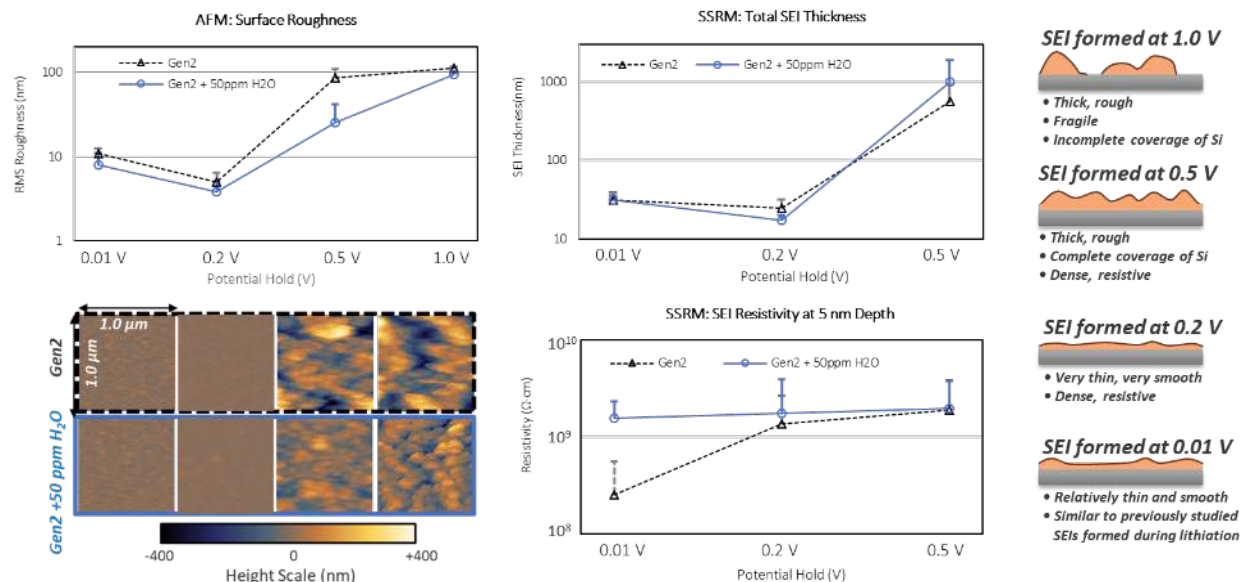 AFM: Surface Roughness
RMS Roughness (nm)
100
10
1
Gen2
Gen2 + 50ppm H2O
0.01 V
0.2 V
0.5 V
1.0 V
Potential Hold (V)
SSRM: Total SEI Thickness
SEI Thickness(nm)
1000
100
10
Gen2
Gen2 + 50ppm H2O
0.01 V
0.2 V
0.5 V
Potential Hold (V)
1.0 µm
1.0 µm
Gen2
Gen2 +50 ppm H₂O
-400
0
+400
Height Scale (nm)
SSRM: SEI Resistivity at 5 nm Depth
Resistivity (Ω·cm)
10¹⁰
10⁹
10⁸
Gen2
Gen2 + 50ppm H2O
0.01 V
0.2 V
0.5 V
Potential Hold (V)
SEI formed at 1.0 V
• Thick, rough
• Fragile
• Incomplete coverage of Si
SEI formed at 0.5 V
• Thick, rough
• Complete coverage of Si
• Dense, resistive
SEI formed at 0.2 V
• Very thin, very smooth
• Dense, resistive
SEI formed at 0.01 V
• Relatively thin and smooth
• Similar to previously studied
SEIs formed during lithiation